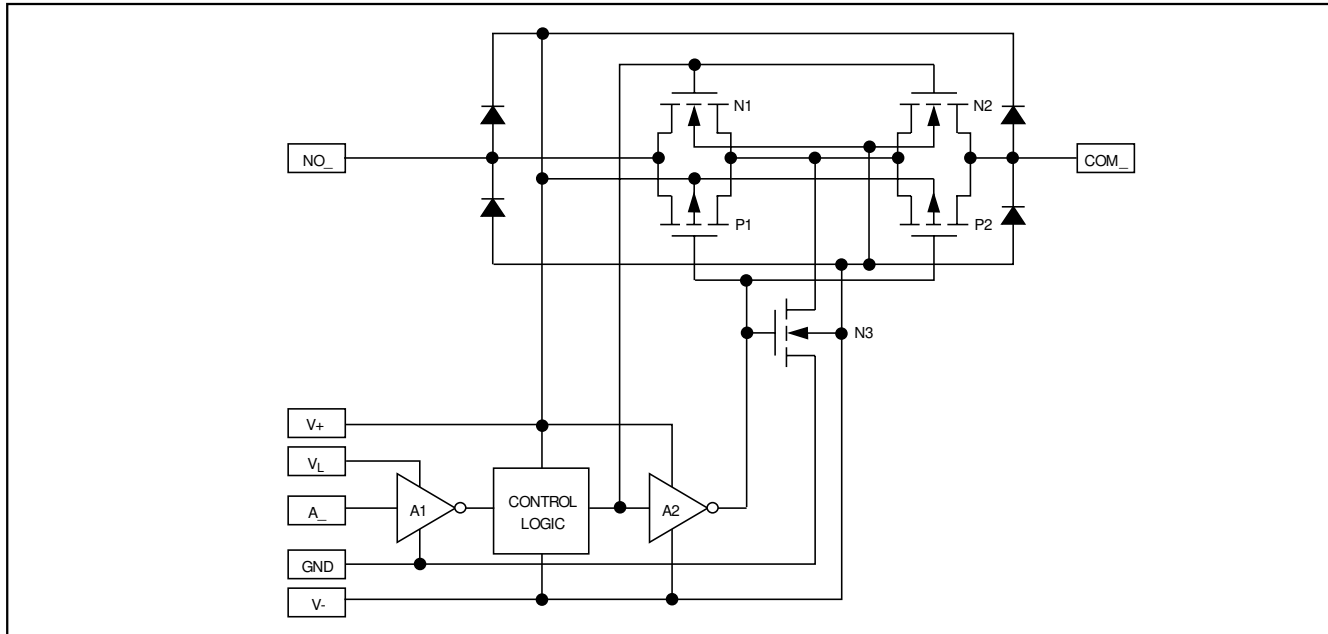 N1
N2
NO_
COM_
P1
P2
N3
V+
VL
A_
A1
CONTROL
LOGIC
A2
GND
V-